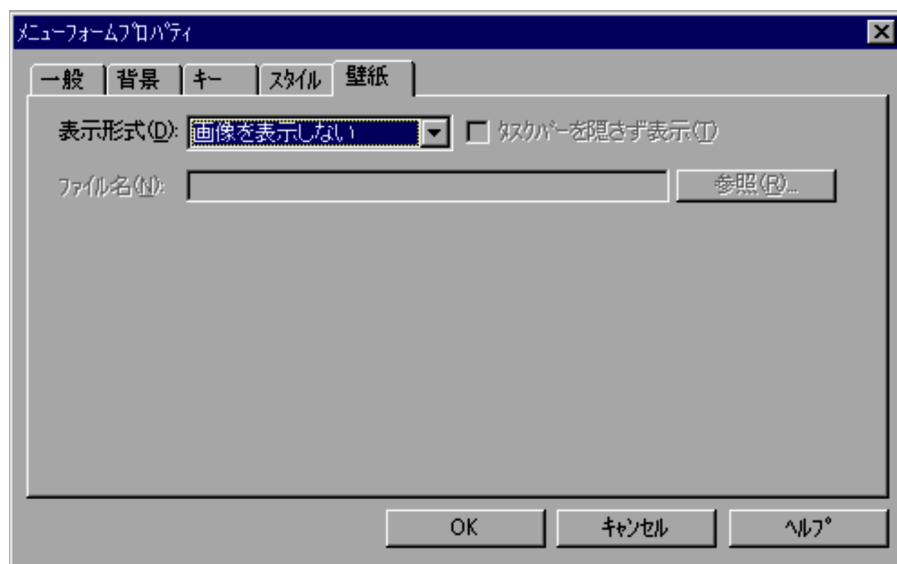 メニューフォームプロパティ
一般 背景 キー スタイル 壁紙
表示形式(D): 画像を表示しない タスクバーを隠さず表示(T)
ファイル名(N): 参照(R)...
OK キャンセル ヘルプ